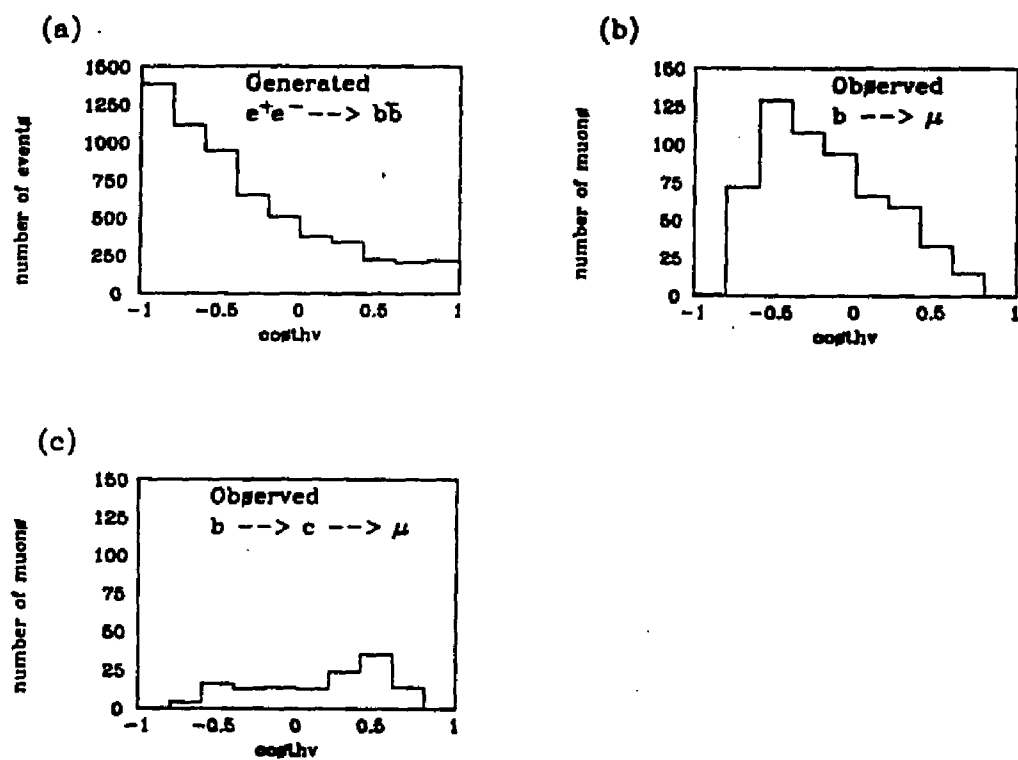 (a)
1500
1250
1000
750
500
250
0
number of events
Generated
e+e− --> bb̄
-1 -0.5 0 0.5 1
costhv
(b)
150
125
100
75
50
25
0
number of muons
Observed
b --> μ
-1 -0.5 0 0.5 1
costhv
(c)
150
125
100
75
50
25
0
number of muons
Observed
b --> c --> μ
-1 -0.5 0 0.5 1
costhv